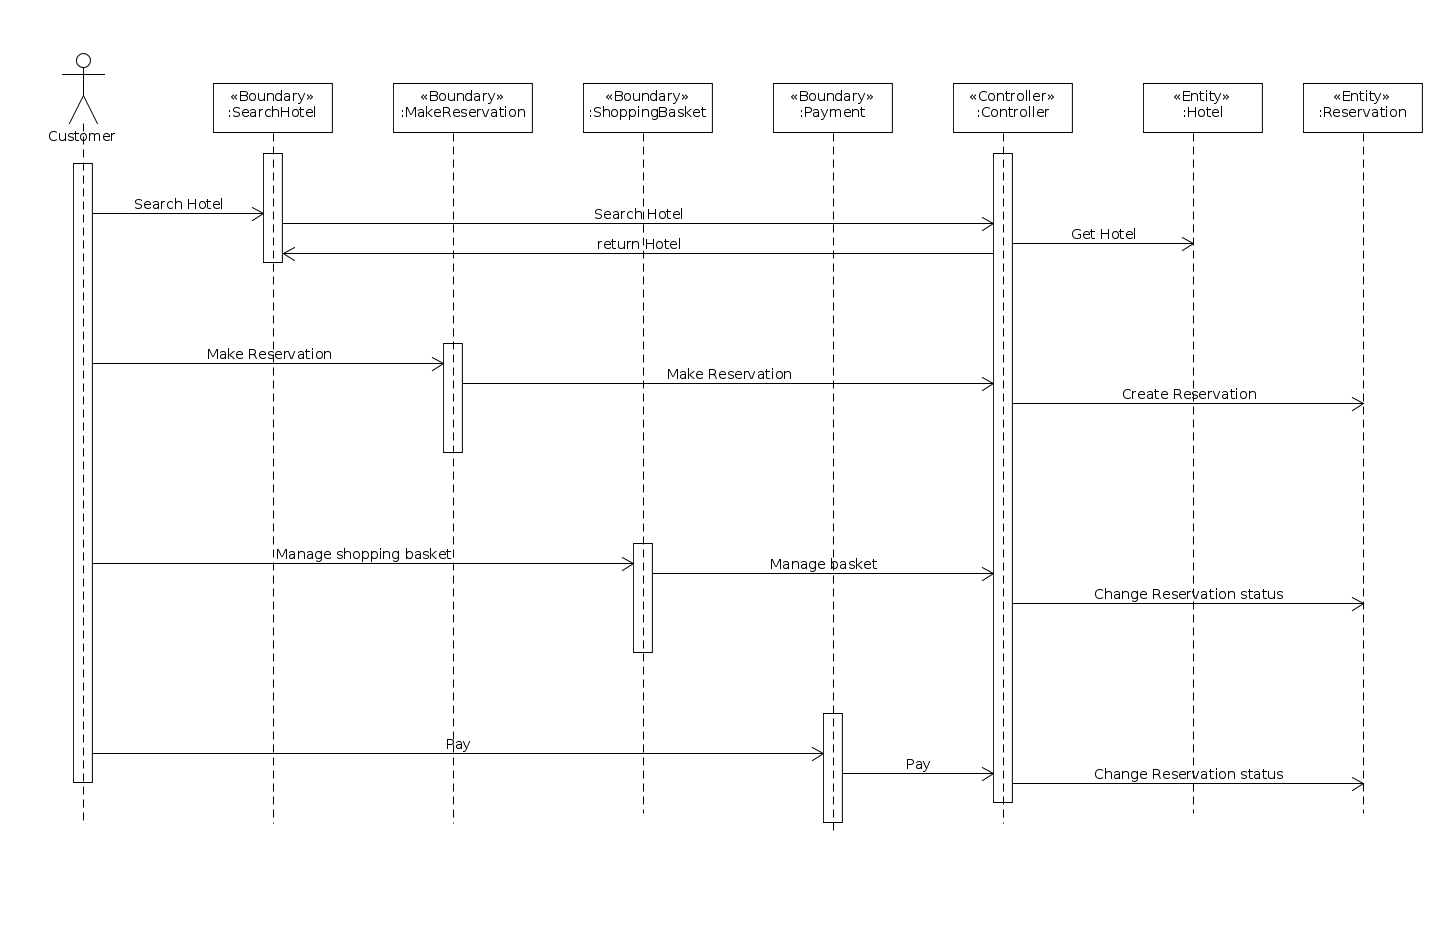 Customer
«Boundary»
:SearchHotel
«Boundary»
:MakeReservation
«Boundary»
:ShoppingBasket
«Boundary»
:Payment
«Controller»
:Controller
«Entity»
:Hotel
«Entity»
:Reservation
Search Hotel
Search Hotel
Get Hotel
return Hotel
Make Reservation
Make Reservation
Create Reservation
Manage shopping basket
Manage basket
Change Reservation status
Pay
Pay
Change Reservation status